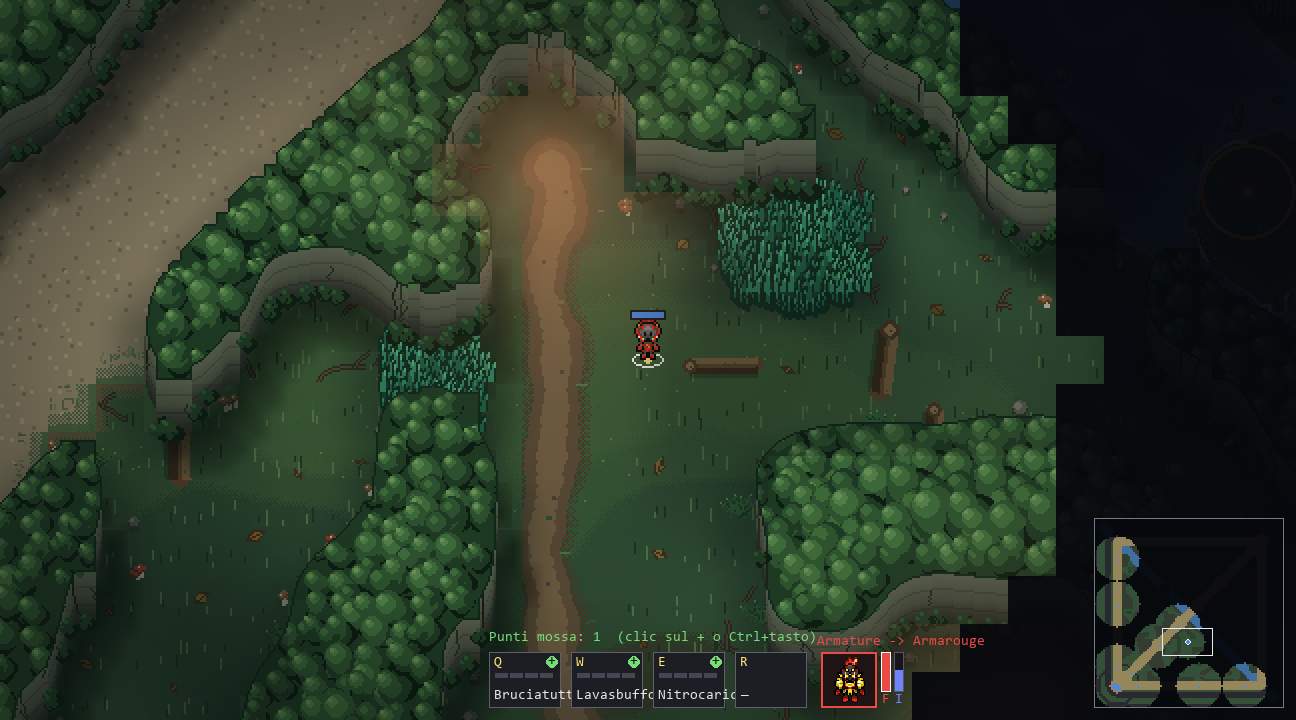 Punti mossa: 1 (clic sul + o Ctrl+tasto)
Armature -> Armarouge
Q W E R
Bruciatutt Lavasbuffo Nitrocaric —
F I